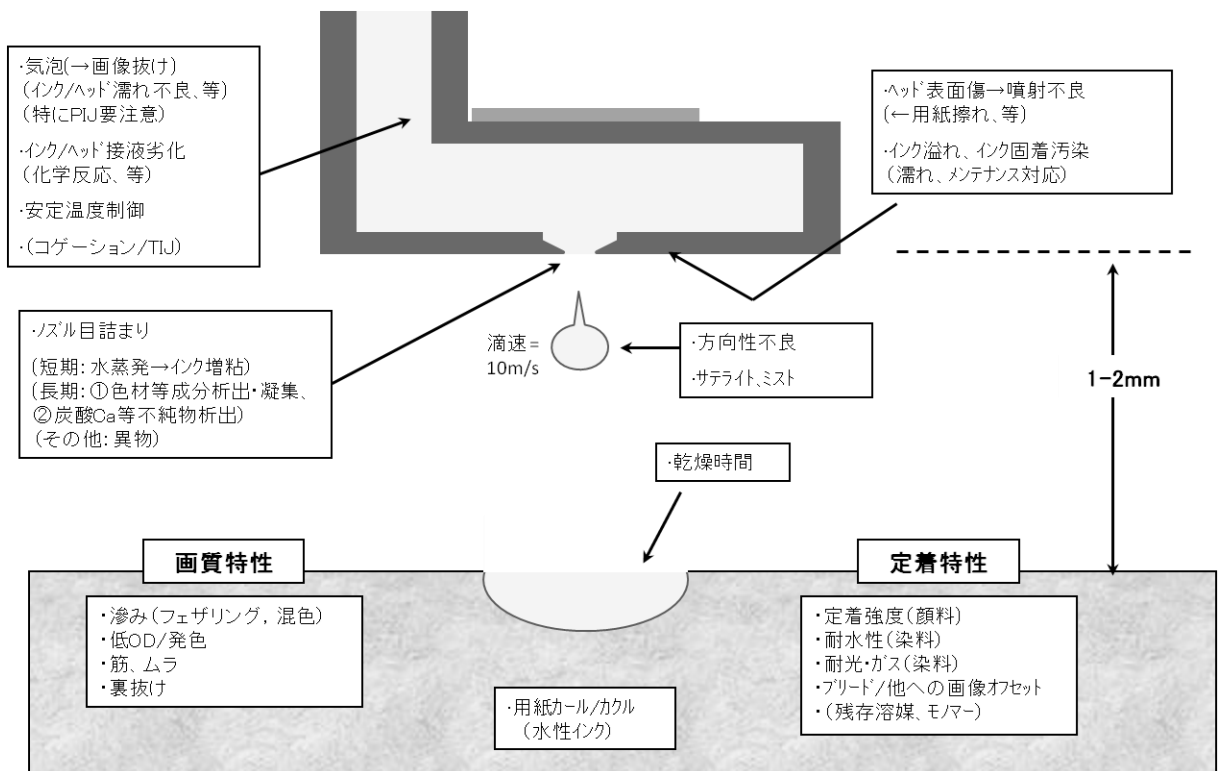 ・気泡(→画像抜け)
(インク/ヘッド濡れ不良、等)
(特にPIJ要注意)
・インク/ヘッド接液劣化
(化学反応、等)
・安定温度制御
・(コゲーション/TIJ)
・ヘッド表面傷→噴射不良
(←用紙擦れ、等)
・インク溢れ、インク固着汚染
(濡れ、メンテナンス対応)
・ノズル目詰まり
(短期: 水蒸発→インク増粘)
(長期: ①色材等成分析出・凝集、
②炭酸Ca等不純物析出)
(その他: 異物)
滴速=
10m/s
・方向性不良
・サテライト、ミスト
1-2mm
・乾燥時間
画質特性
・滲み(フェザリング, 混色)
・低OD/発色
・筋、ムラ
・裏抜け
・用紙カール/カクル
(水性インク)
定着特性
・定着強度(顔料)
・耐水性(染料)
・耐光・ガス(染料)
・ブリード/他への画像オフセット
・(残存溶媒、モノマー)